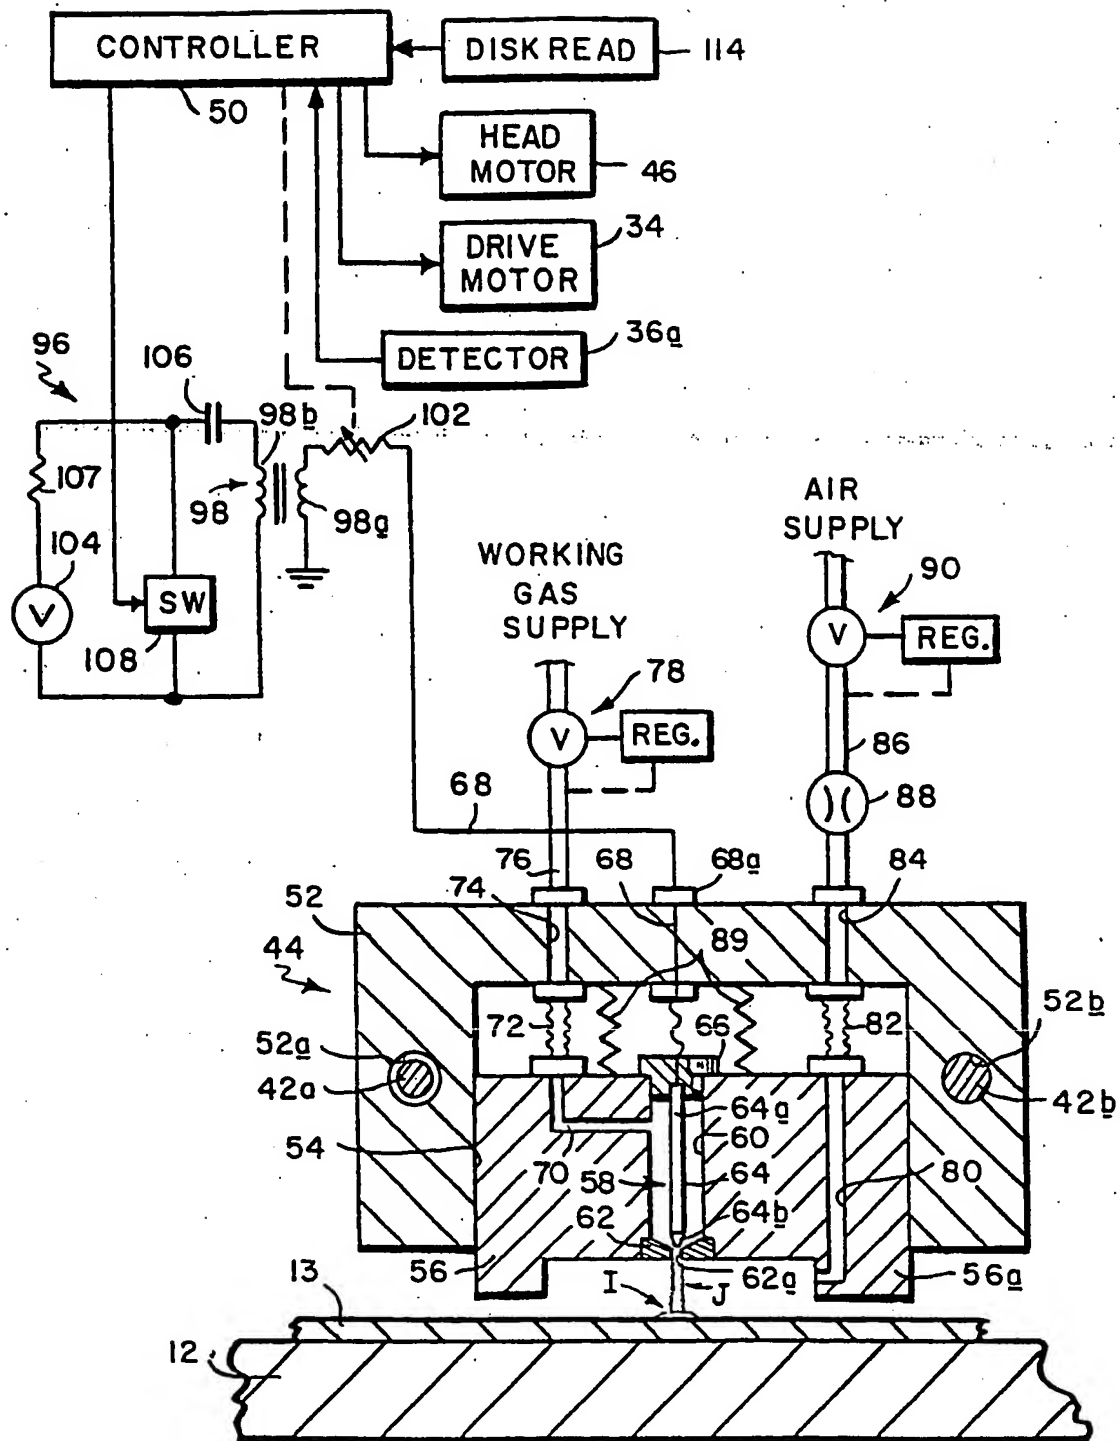 CONTROLLER
DISK READ
114
50
HEAD
MOTOR
46
34
DRIVE
MOTOR
36a
DETECTOR
96
106
98b
102
107
98
98a
104
V
SW
108
WORKING
GAS
SUPPLY
AIR
SUPPLY
90
V
REG.
78
V
REG.
86
88
68
76
68
68a
74
84
52
89
44
72
66
82
52b
52a
42a
42b
64a
54
60
70
58
64
80
62
64b
56
62a
56a
I
J
13
12